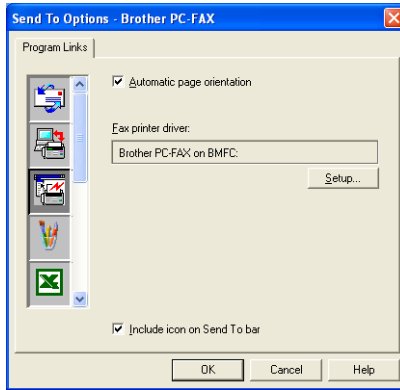 Send To Options - Brother PC-FAX
Program Links
Automatic page orientation
Fax printer driver:
Brother PC-FAX on BMFC:
Setup...
Include icon on Send To bar
OK
Cancel
Help